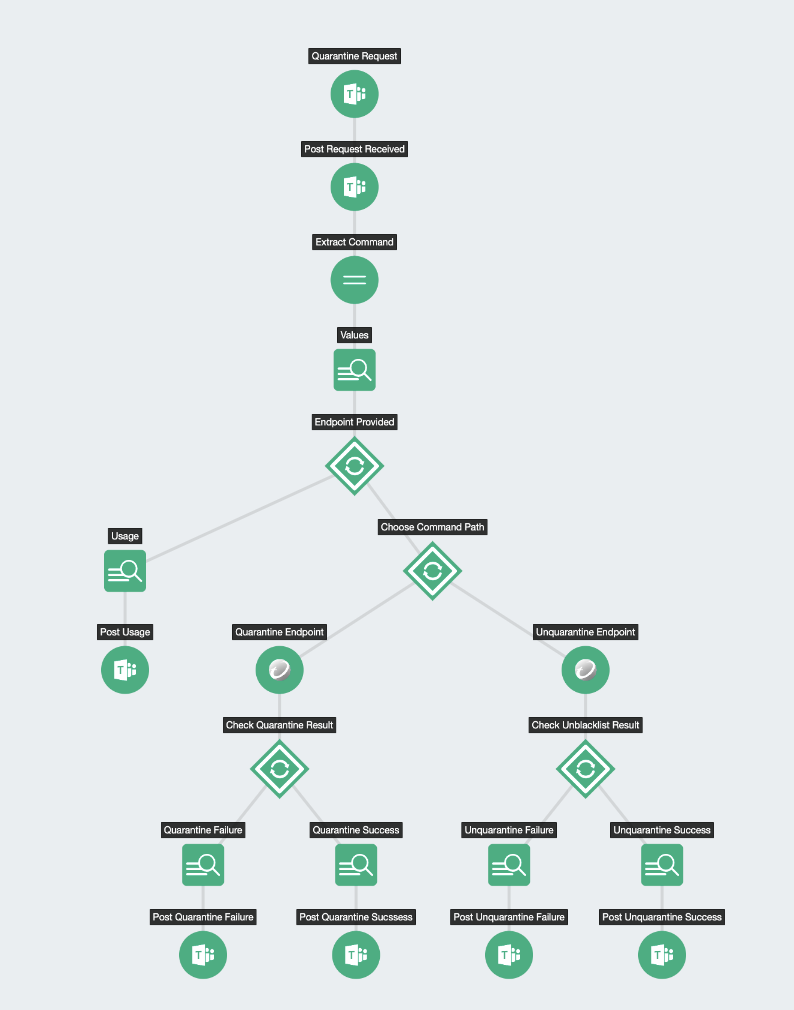 Quarantine Request
Post Request Received
Extract Command
Values
Endpoint Provided
Choose Command Path
Usage
Post Usage
Quarantine Endpoint
Unquarantine Endpoint
Check Quarantine Result
Check Unblacklist Result
Quarantine Failure
Quarantine Success
Unquarantine Failure
Unquarantine Success
Post Quarantine Failure
Post Quarantine Sucssess
Post Unquarantine Failure
Post Unquarantine Success